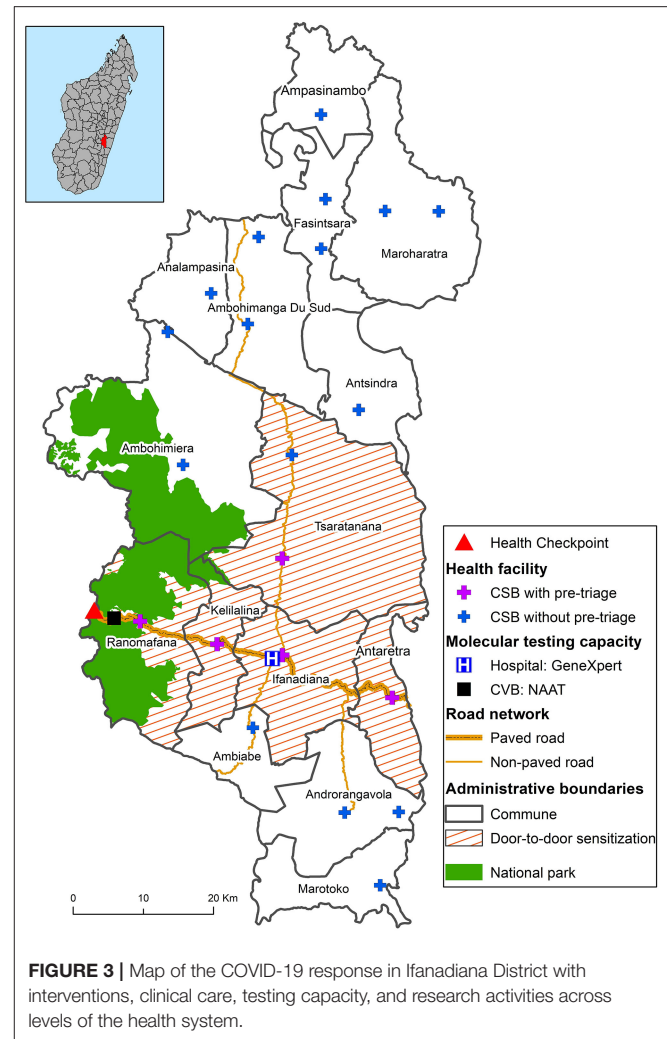 Ampasinambo
Fasintsara
Maroharatra
Analampasina
Ambohimanga Du Sud
Antsindra
Ambohimiera
Tsaratanana
Kelilalina
Ranomafana
Antaretra
Ifanadiana
Ambiabe
Androrangavola
Marotoko
0 10 20 Km
Health Checkpoint
Health facility
CSB with pre-triage
CSB without pre-triage
Molecular testing capacity
H Hospital: GeneXpert
CVB: NAAT
Road network
Paved road
Non-paved road
Administrative boundaries
Commune
Door-to-door sensitization
National park
H
FIGURE 3 | Map of the COVID-19 response in Ifanadiana District with
interventions, clinical care, testing capacity, and research activities across
levels of the health system.